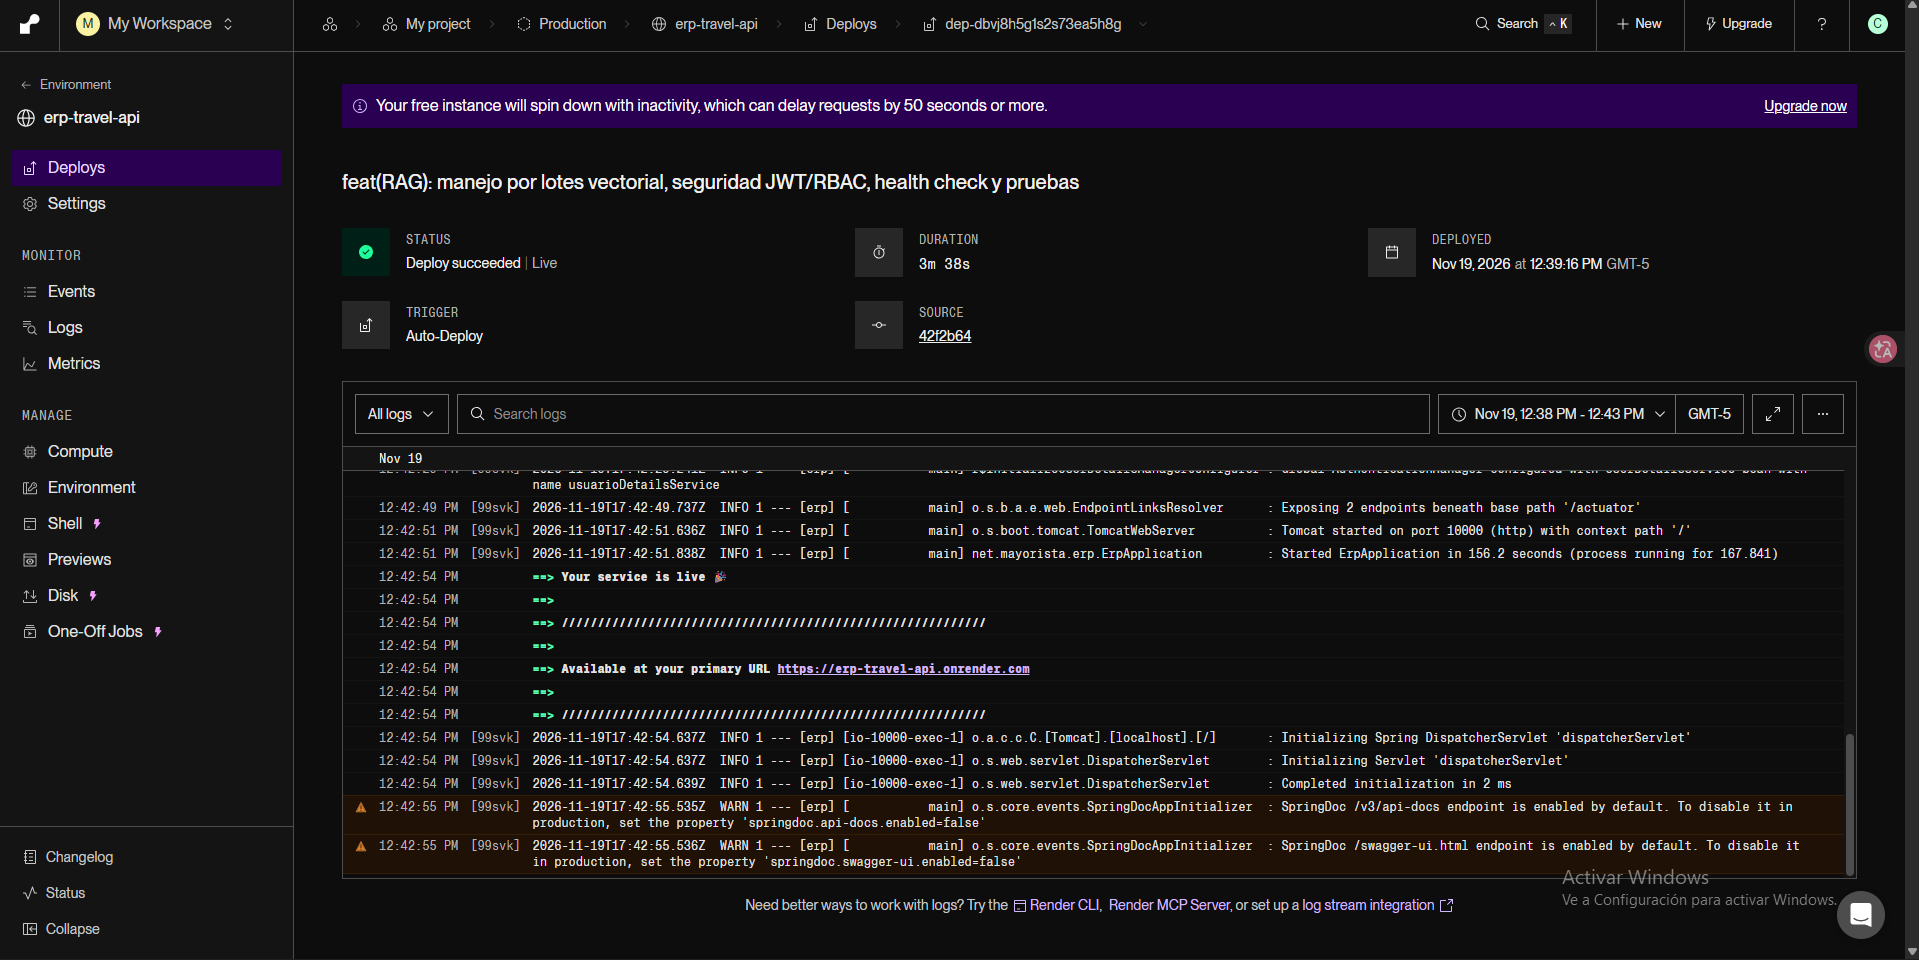 M My Workspace
My project
Production
erp-travel-api
Deploys
dep-dbvj8h5g1s2s73ea5h8g
Search ^ K
+ New
Upgrade
?
C
← Environment
erp-travel-api
Deploys
Settings
MONITOR
Events
Logs
Metrics
MANAGE
Compute
Environment
Shell
Previews
Disk
One-Off Jobs
Changelog
Status
Collapse
Your free instance will spin down with inactivity, which can delay requests by 50 seconds or more.
Upgrade now
feat(RAG): manejo por lotes vectorial, seguridad JWT/RBAC, health check y pruebas
STATUS
Deploy succeeded | Live
DURATION
3m 38s
DEPLOYED
Nov 19, 2026 at 12:39:16 PM GMT-5
TRIGGER
Auto-Deploy
SOURCE
42f2b64
All logs
Search logs
Nov 19, 12:38 PM - 12:43 PM
GMT-5
...
Nov 19
name usuarioDetailsService
12:42:49 PM [99svk] 2026-11-19T17:42:49.737Z INFO 1 --- [erp] [ main] o.s.b.a.e.web.EndpointLinksResolver : Exposing 2 endpoints beneath base path '/actuator'
12:42:51 PM [99svk] 2026-11-19T17:42:51.636Z INFO 1 --- [erp] [ main] o.s.boot.tomcat.TomcatWebServer : Tomcat started on port 10000 (http) with context path '/'
12:42:51 PM [99svk] 2026-11-19T17:42:51.838Z INFO 1 --- [erp] [ main] net.mayorista.erp.ErpApplication : Started ErpApplication in 156.2 seconds (process running for 167.841)
12:42:54 PM ==> Your service is live 🎉
12:42:54 PM ==>
12:42:54 PM ==> ///////////////////////////////////////////////////////////
12:42:54 PM ==>
12:42:54 PM ==> Available at your primary URL https://erp-travel-api.onrender.com
12:42:54 PM ==>
12:42:54 PM ==> ///////////////////////////////////////////////////////////
12:42:54 PM [99svk] 2026-11-19T17:42:54.637Z INFO 1 --- [erp] [io-10000-exec-1] o.a.c.c.C.[Tomcat].[localhost].[/] : Initializing Spring DispatcherServlet 'dispatcherServlet'
12:42:54 PM [99svk] 2026-11-19T17:42:54.637Z INFO 1 --- [erp] [io-10000-exec-1] o.s.web.servlet.DispatcherServlet : Initializing Servlet 'dispatcherServlet'
12:42:54 PM [99svk] 2026-11-19T17:42:54.639Z INFO 1 --- [erp] [io-10000-exec-1] o.s.web.servlet.DispatcherServlet : Completed initialization in 2 ms
12:42:55 PM [99svk] 2026-11-19T17:42:55.535Z WARN 1 --- [erp] [ main] o.s.core.events.SpringDocAppInitializer : SpringDoc /v3/api-docs endpoint is enabled by default. To disable it in
production, set the property 'springdoc.api-docs.enabled=false'
12:42:55 PM [99svk] 2026-11-19T17:42:55.536Z WARN 1 --- [erp] [ main] o.s.core.events.SpringDocAppInitializer : SpringDoc /swagger-ui.html endpoint is enabled by default. To disable it
in production, set the property 'springdoc.swagger-ui.enabled=false'
Need better ways to work with logs? Try the Render CLI, Render MCP Server, or set up a log stream integration
Activar Windows
Ve a Configuración para activar Windows.